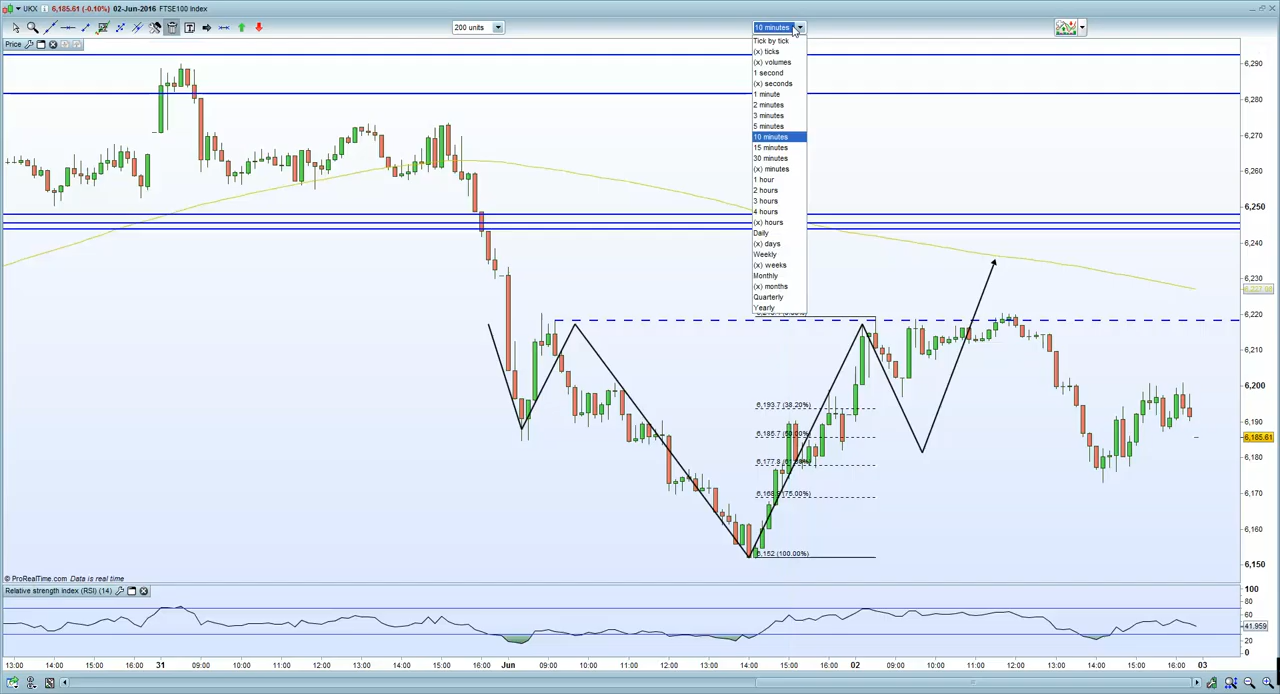 UKX 6,185.61 (-0.10%) 02-Jun-2016 FTSE100 Index
200 units
10 minutes
Price
Tick by tick
(x) ticks
(x) volumes
1 second
(x) seconds
1 minute
2 minutes
3 minutes
5 minutes
10 minutes
15 minutes
30 minutes
(x) minutes
1 hour
2 hours
3 hours
4 hours
(x) hours
Daily
(x) days
Weekly
(x) weeks
Monthly
(x) months
Quarterly
Yearly
6,193.7 (38.20%)
6,185.7 (50.00%)
6,152 (100.00%)
6,290
6,280
6,270
6,260
6,250
6,240
6,230
6,220
6,210
6,200
6,190
6,185.61
6,180
6,170
6,160
6,150
© ProRealTime.com Data is real time
Relative strength index (RSI) (14)
100
80
60
41.959
20
0
13:00 14:00 15:00 16:00 31 09:00 10:00 11:00 12:00 13:00 14:00 15:00 16:00 Jun 09:00 10:00 11:00 12:00 13:00 14:00 15:00 16:00 02 09:00 10:00 11:00 12:00 13:00 14:00 15:00 16:00 03